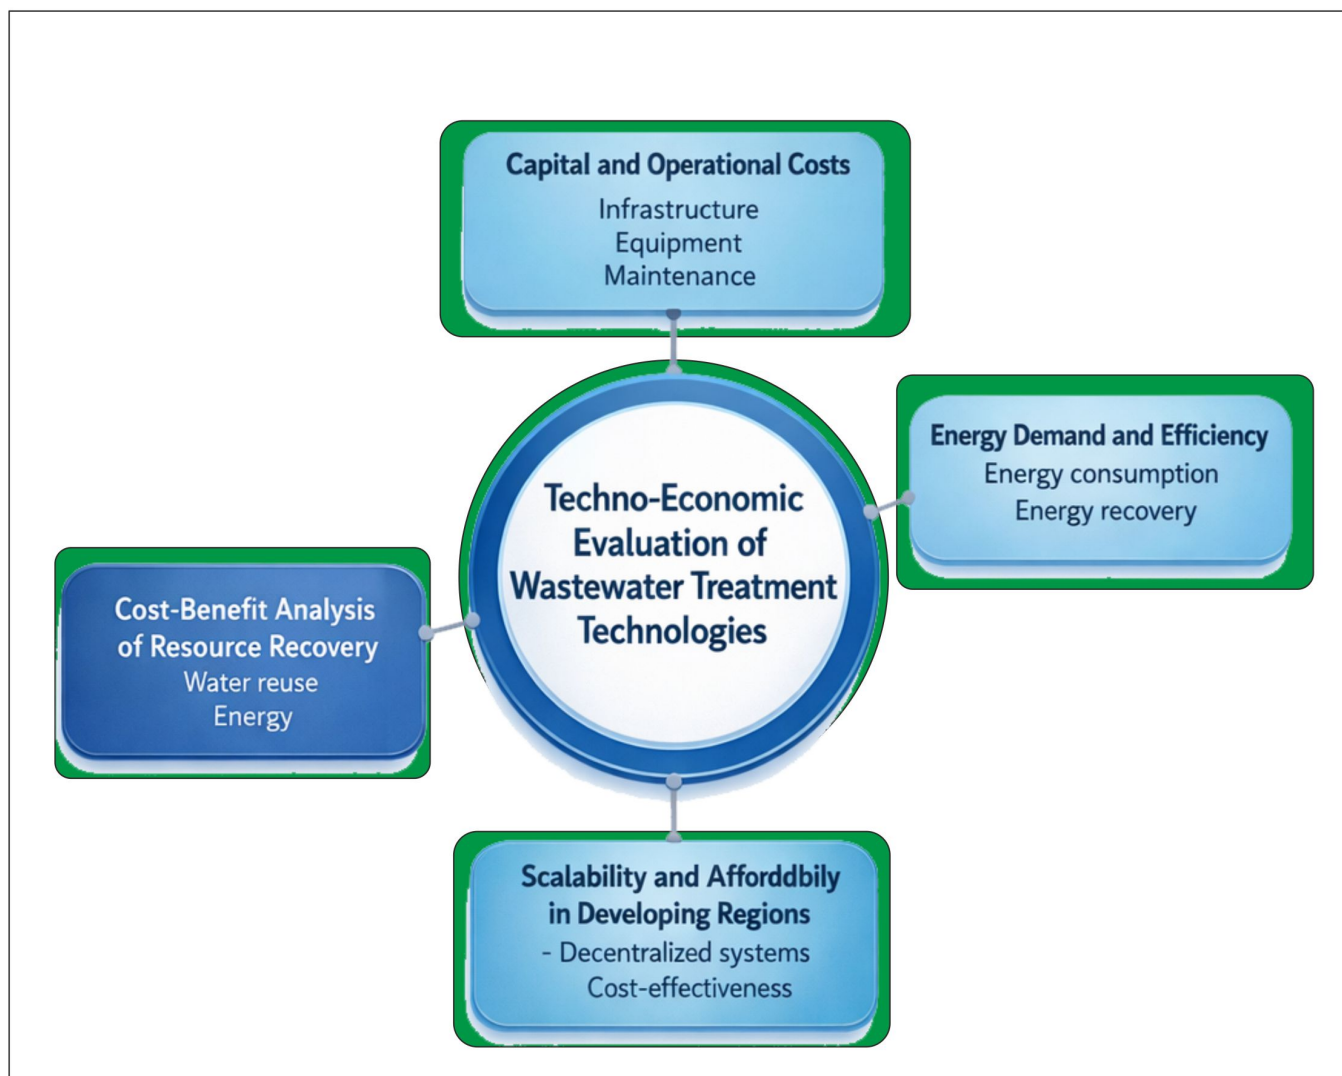 Capital and Operational Costs
Infrastructure
Equipment
Maintenance
Techno-Economic
Evaluation of
Wastewater Treatment
Technologies
Energy Demand and Efficiency
Energy consumption
Energy recovery
Cost-Benefit Analysis
of Resource Recovery
Water reuse
Energy
Scalability and Afforddbily
in Developing Regions
- Decentralized systems
Cost-effectiveness